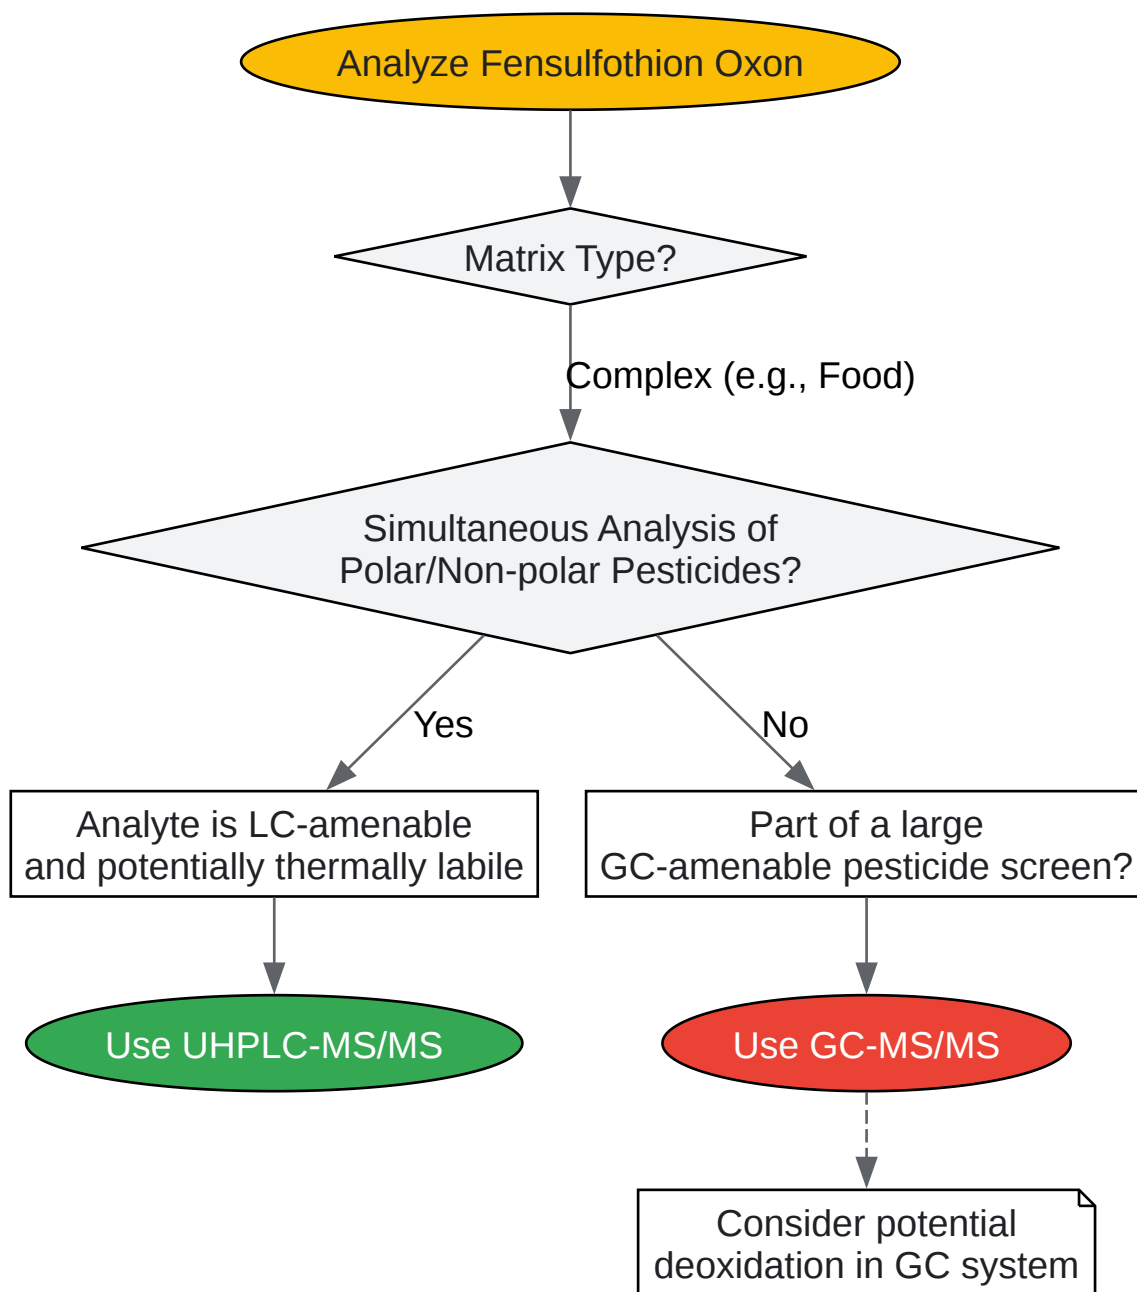 Analyze Fensulfothion Oxon
Matrix Type?
Complex (e.g., Food)
Simultaneous Analysis of
Polar/Non-polar Pesticides?
Yes
No
Analyte is LC-amenable
and potentially thermally labile
Part of a large
GC-amenable pesticide screen?
Use UHPLC-MS/MS
Use GC-MS/MS
Consider potential
deoxidation in GC system